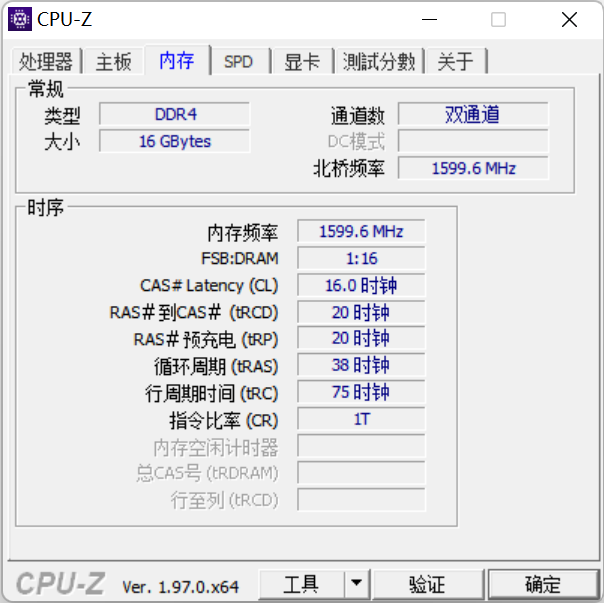 CPU-Z
处理器 主板 内存 SPD 显卡 測試分數 关于
常规
类型 DDR4 通道数 双通道
大小 16 GBytes DC模式
北桥频率 1599.6 MHz
时序
内存频率 1599.6 MHz
FSB:DRAM 1:16
CAS# Latency (CL) 16.0 时钟
RAS#到CAS# (tRCD) 20 时钟
RAS#预充电 (tRP) 20 时钟
循环周期 (tRAS) 38 时钟
行周期时间 (tRC) 75 时钟
指令比率 (CR) 1T
内存空闲计时器
总CAS号 (tRDRAM)
行至列 (tRCD)
CPU-Z Ver. 1.97.0.x64 工具 验证 确定